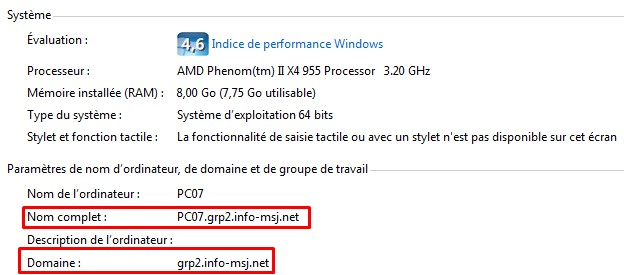 Système
Évaluation : 4,6 Indice de performance Windows
Processeur : AMD Phenom(tm) II X4 955 Processor 3.20 GHz
Mémoire installée (RAM) : 8,00 Go (7,75 Go utilisable)
Type du système : Système d'exploitation 64 bits
Stylet et fonction tactile : La fonctionnalité de saisie tactile ou avec un stylet n'est pas disponible sur cet écran
Paramètres de nom d'ordinateur, de domaine et de groupe de travail
Nom de l'ordinateur : PC07
Nom complet : PC07.grp2.info-msj.net
Description de l'ordinateur :
Domaine : grp2.info-msj.net